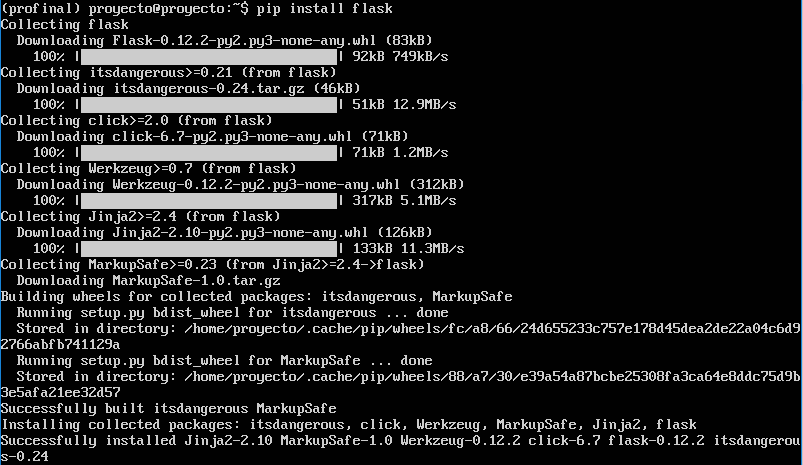 (profinal) proyecto@proyecto:~$ pip install flask
Collecting flask
  Downloading Flask-0.12.2-py2.py3-none-any.whl (83kB)
    100% |████████████████████████████████| 92kB 749kB/s
Collecting itsdangerous>=0.21 (from flask)
  Downloading itsdangerous-0.24.tar.gz (46kB)
    100% |████████████████████████████████| 51kB 12.9MB/s
Collecting click>=2.0 (from flask)
  Downloading click-6.7-py2.py3-none-any.whl (71kB)
    100% |████████████████████████████████| 71kB 1.2MB/s
Collecting Werkzeug>=0.7 (from flask)
  Downloading Werkzeug-0.12.2-py2.py3-none-any.whl (312kB)
    100% |████████████████████████████████| 317kB 5.1MB/s
Collecting Jinja2>=2.4 (from flask)
  Downloading Jinja2-2.10-py2.py3-none-any.whl (126kB)
    100% |████████████████████████████████| 133kB 11.3MB/s
Collecting MarkupSafe>=0.23 (from Jinja2>=2.4->flask)
  Downloading MarkupSafe-1.0.tar.gz
Building wheels for collected packages: itsdangerous, MarkupSafe
  Running setup.py bdist_wheel for itsdangerous ... done
  Stored in directory: /home/proyecto/.cache/pip/wheels/fc/a8/66/24d655233c757e178d45dea2de22a04c6d9
2766abfb741129a
  Running setup.py bdist_wheel for MarkupSafe ... done
  Stored in directory: /home/proyecto/.cache/pip/wheels/88/a7/30/e39a54a87bcbe25308fa3ca64e8ddc75d9b
3e5afa21ee32d57
Successfully built itsdangerous MarkupSafe
Installing collected packages: itsdangerous, click, Werkzeug, MarkupSafe, Jinja2, flask
Successfully installed Jinja2-2.10 MarkupSafe-1.0 Werkzeug-0.12.2 click-6.7 flask-0.12.2 itsdangerou
s-0.24